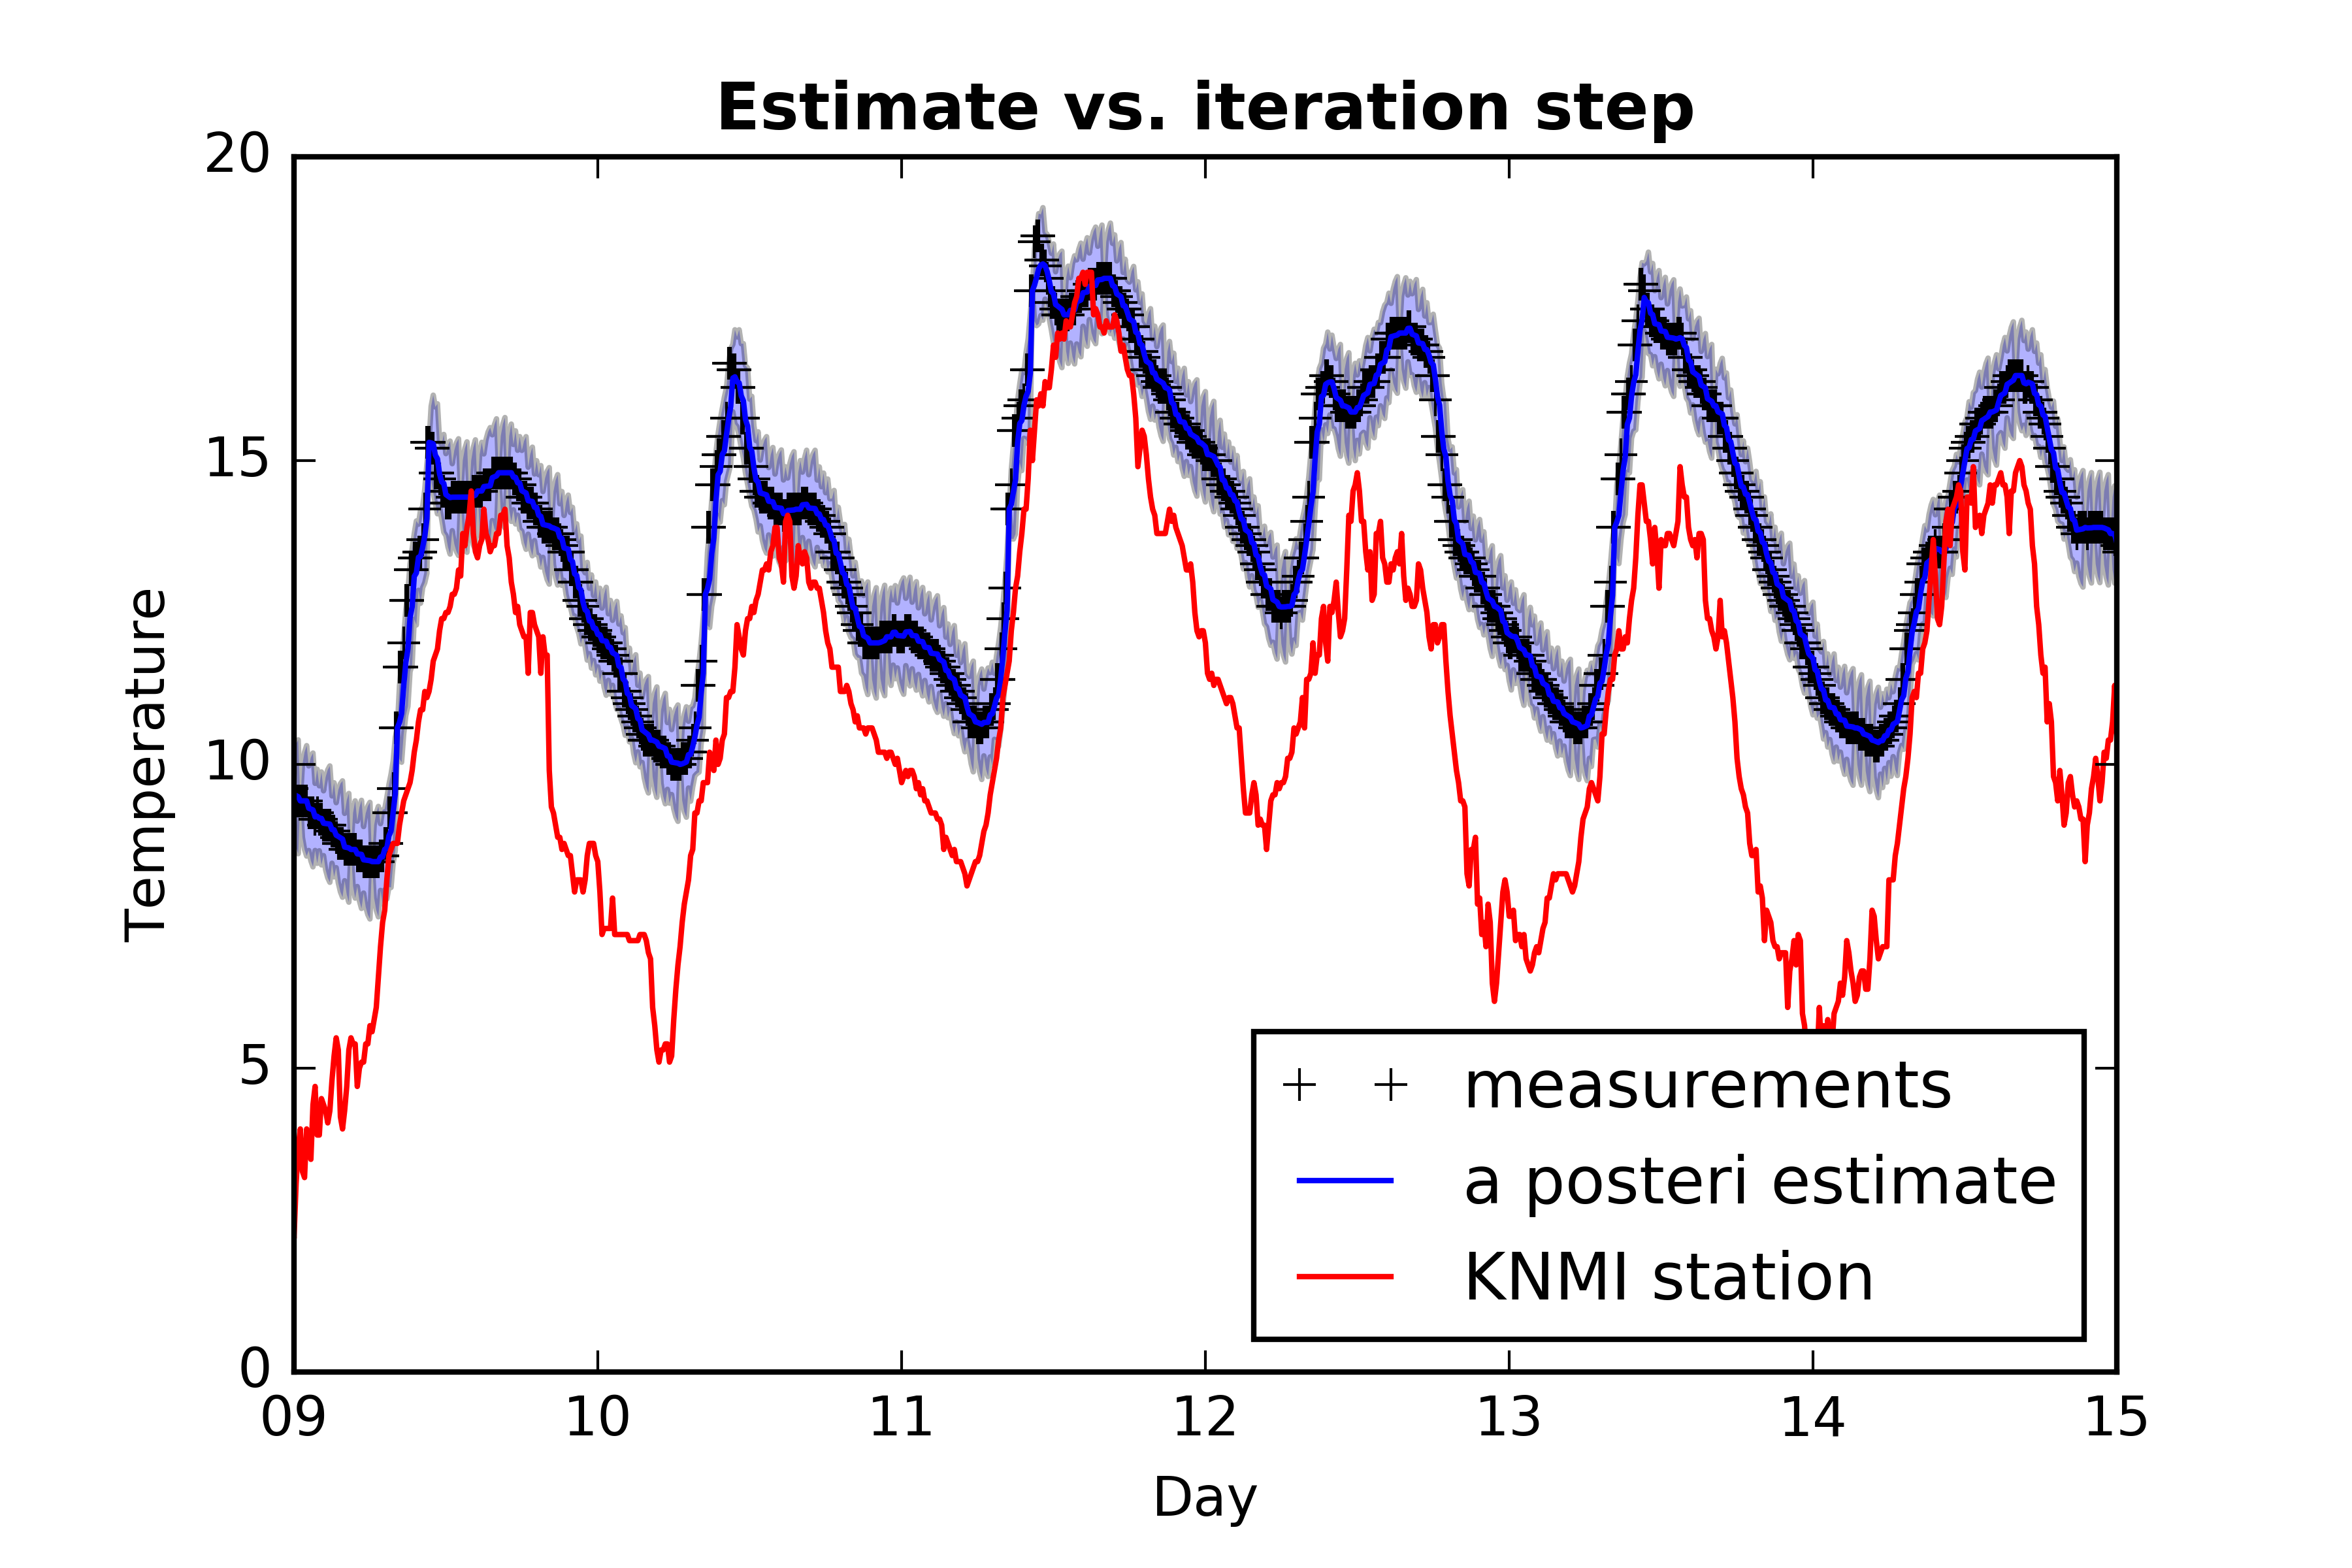 Estimate vs. iteration step
20
15
10
5
0
Temperature
measurements
a posteri estimate
KNMI station
09 10 11 12 13 14 15
Day